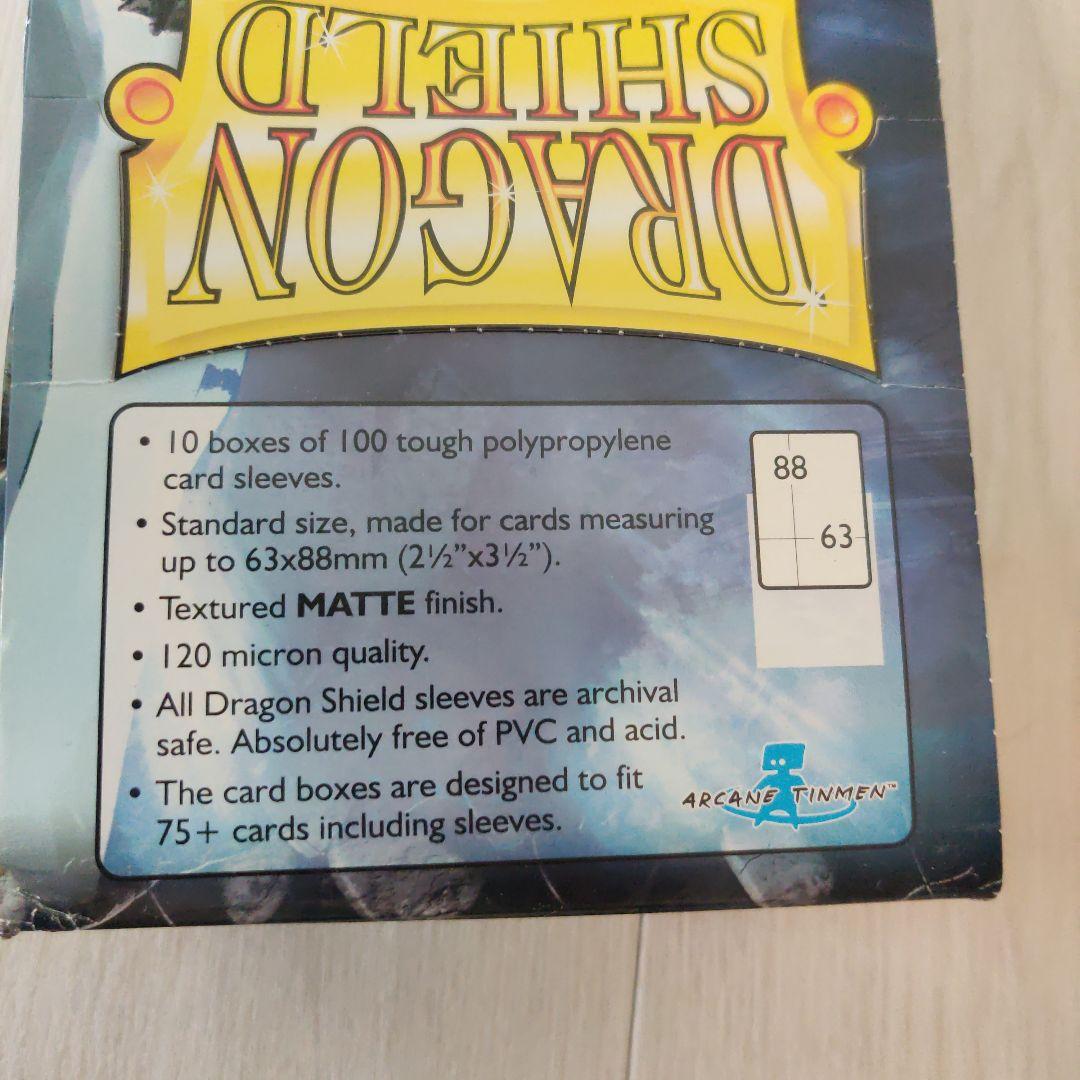 DRAGON
SHIELD
• 10 boxes of 100 tough polypropylene
card sleeves.
• Standard size, made for cards measuring
up to 63x88mm (2½”x3½”).
• Textured MATTE finish.
• 120 micron quality.
• All Dragon Shield sleeves are archival
safe. Absolutely free of PVC and acid.
• The card boxes are designed to fit
75+ cards including sleeves.
88
63
ARCANE TINMEN™